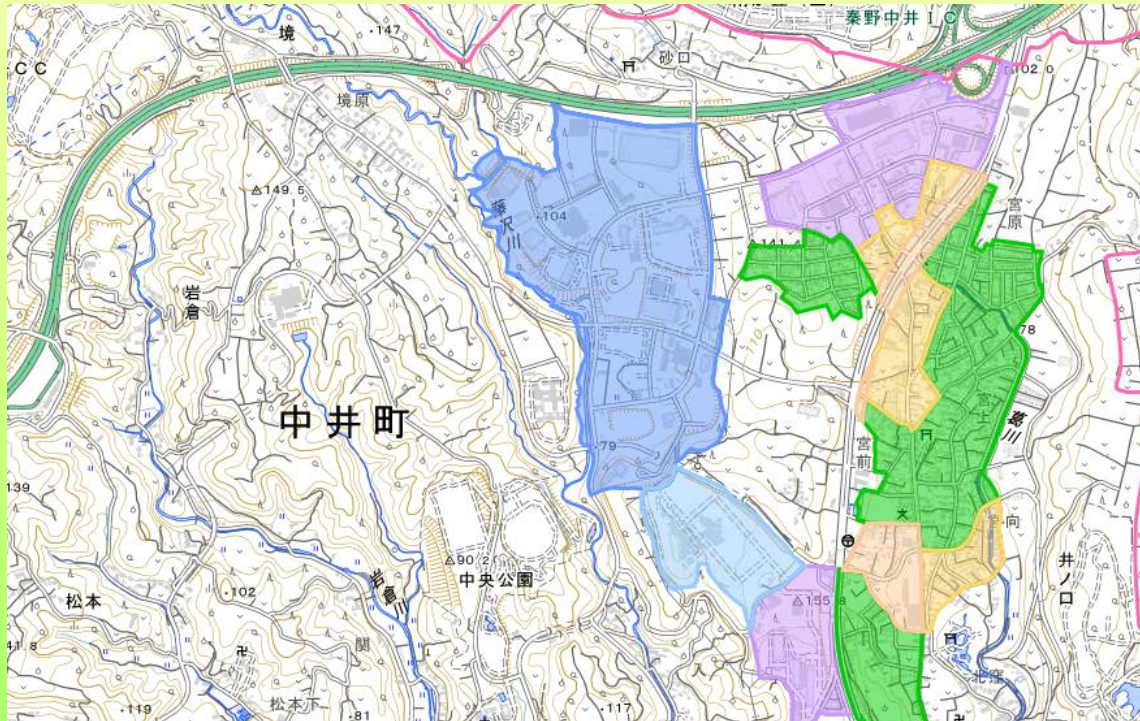 秦野中井ＩＣ
境
・147
砂口
ＣＣ
102.0
境原
△149.5
藤沢川
・104
宮原
△141.4
岩倉
78
中井町
宮上
葛川
宮前
・79
139
向
△90.2
中央公園
井ノ口
松本
・102
岩倉川
△155.8
関
41.8
北窪
・119
松本下
・81
・117